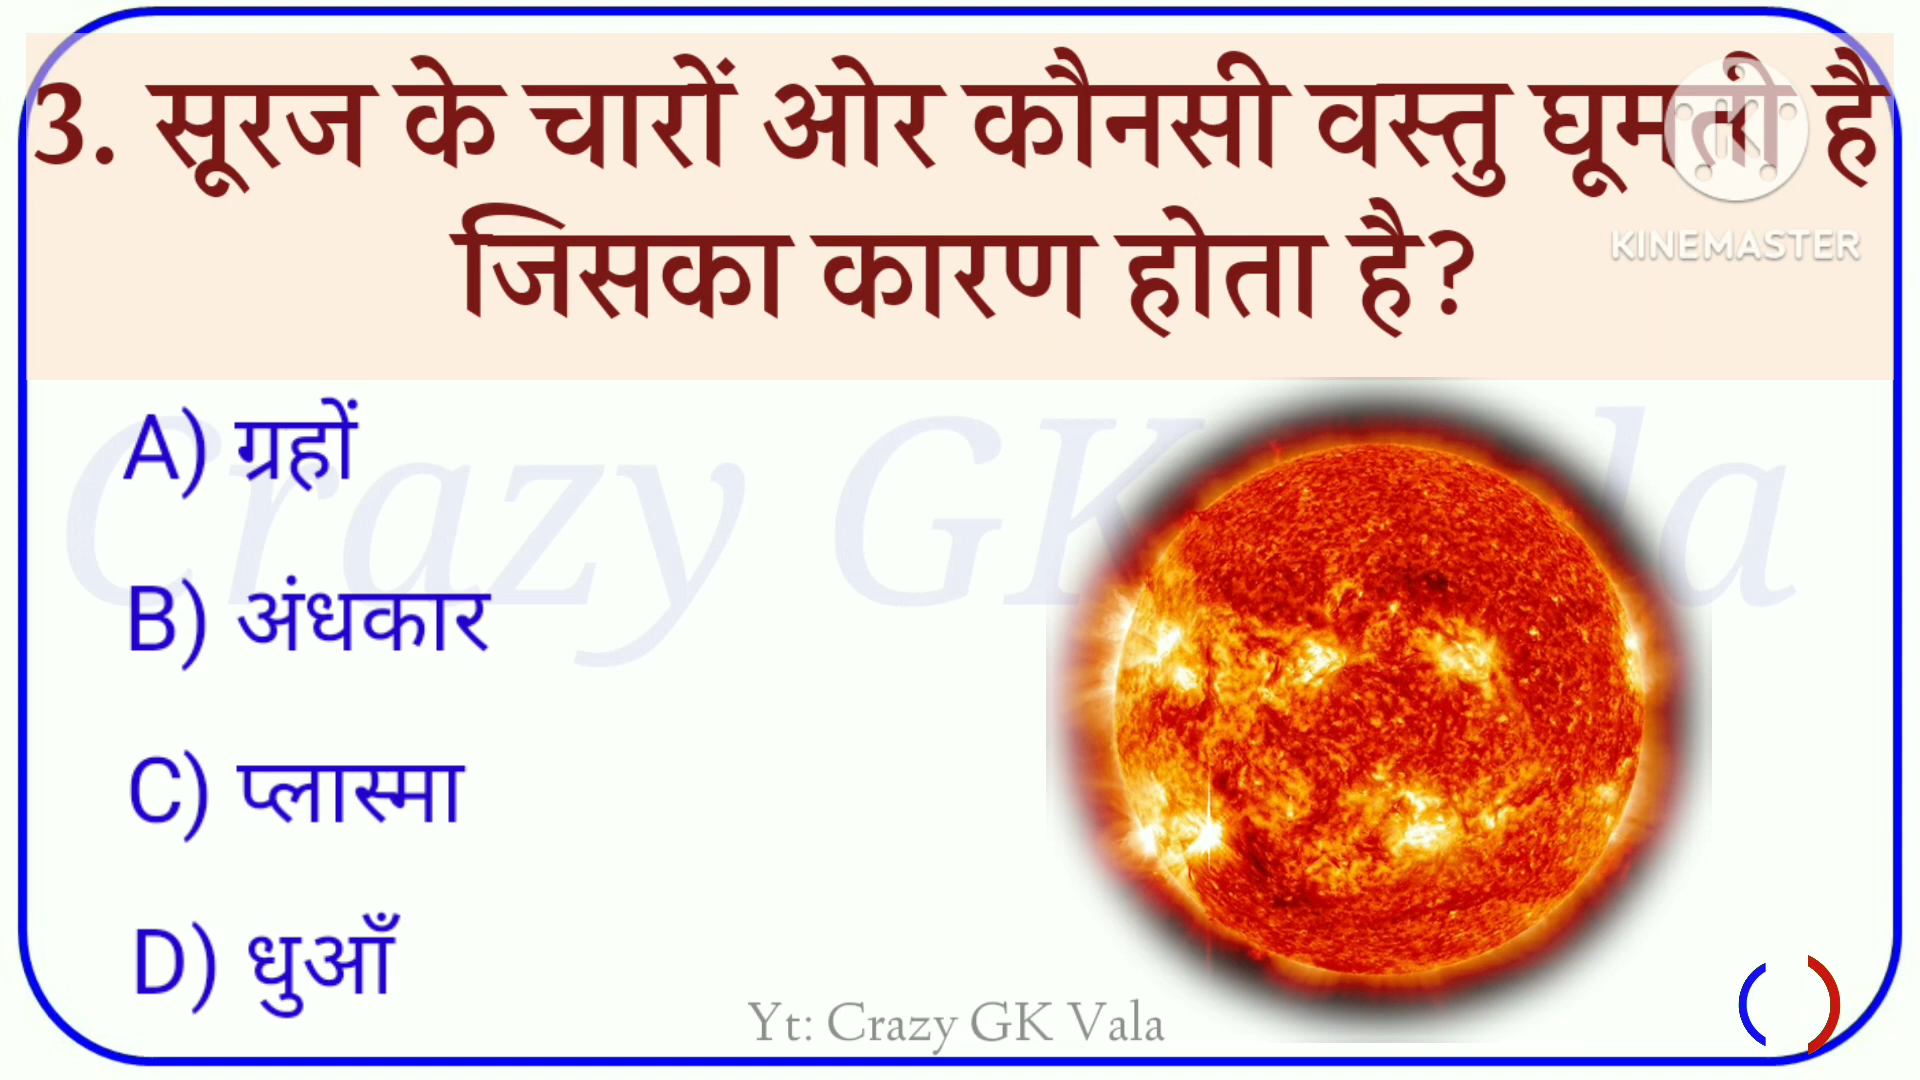 3. सूरज के चारों ओर कौनसी वस्तु घूमती है
जिसका कारण होता है?
KINEMASTER
A) ग्रहों
B) अंधकार
C) प्लास्मा
D) धुआँ
Crazy GK Vala
Yt: Crazy GK Vala